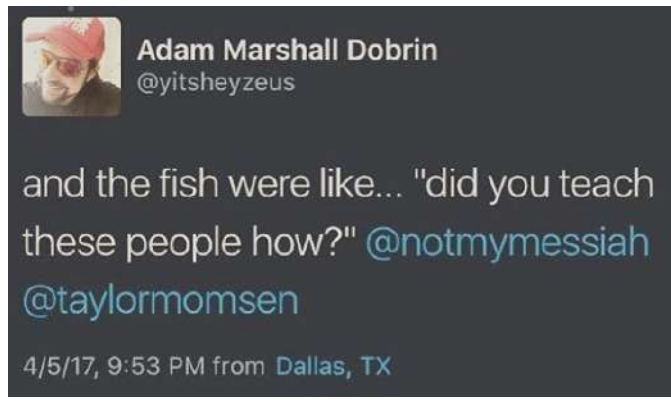 Adam Marshall Dobrin
@yitsheyzeus
and the fish were like... "did you teach
these people how?" @notmymessiah
@taylormomsen
4/5/17, 9:53 PM from Dallas, TX